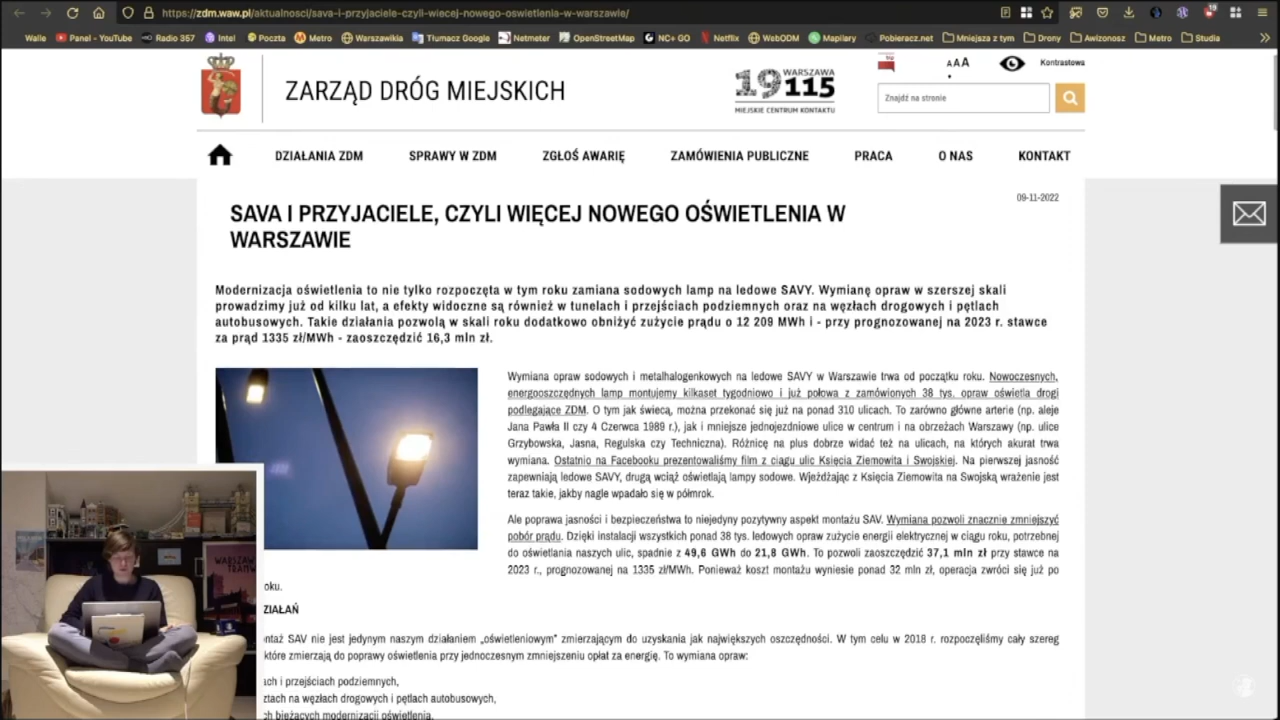 https://zdm.waw.pl/aktualnosci/sava-i-przyjaciele-czyli-wiecej-nowego-oswietlenia-w-warszawie/
Walle Panel - YouTube Radio 357 Intel Poczta Metro Warszawikia Tłumacz Google Netmeter OpenStreetMap NC+ GO Netflix WebODM Mapilary Pobieracz.net Mniejsza z tym Drony Awizonosz Metro Studia
ZARZĄD DRÓG MIEJSKICH
19115 WARSZAWA
MIEJSKIE CENTRUM KONTAKTU
bip
A A A
Kontrastowa
Znajdź na stronie
DZIAŁANIA ZDM SPRAWY W ZDM ZGŁOŚ AWARIĘ ZAMÓWIENIA PUBLICZNE PRACA O NAS KONTAKT
09-11-2022
SAVA I PRZYJACIELE, CZYLI WIĘCEJ NOWEGO OŚWIETLENIA W
WARSZAWIE
Modernizacja oświetlenia to nie tylko rozpoczęta w tym roku zamiana sodowych lamp na ledowe SAVY. Wymianę opraw w szerszej skali
prowadzimy już od kilku lat, a efekty widoczne są również w tunelach i przejściach podziemnych oraz na węzłach drogowych i pętlach
autobusowych. Takie działania pozwolą w skali roku dodatkowo obniżyć zużycie prądu o 12 209 MWh i - przy prognozowanej na 2023 r. stawce
za prąd 1335 zł/MWh - zaoszczędzić 16,3 mln zł.
Wymiana opraw sodowych i metalhalogenkowych na ledowe SAVY w Warszawie trwa od początku roku. Nowoczesnych,
energooszczędnych lamp montujemy kilkaset tygodniowo i już połowa z zamówionych 38 tys. opraw oświetla drogi
podlegające ZDM. O tym jak świecą, można przekonać się już na ponad 310 ulicach. To zarówno główne arterie (np. aleje
Jana Pawła II czy 4 Czerwca 1989 r.), jak i mniejsze jednojezdniowe ulice w centrum i na obrzeżach Warszawy (np. ulice
Grzybowska, Jasna, Regulska czy Techniczna). Różnicę na plus dobrze widać też na ulicach, na których akurat trwa
wymiana. Ostatnio na Facebooku prezentowaliśmy film z ciągu ulic Księcia Ziemowita i Swojskiej. Na pierwszej jasność
zapewniają ledowe SAVY, drugą wciąż oświetlają lampy sodowe. Wjeżdżając z Księcia Ziemowita na Swojską wrażenie jest
teraz takie, jakby nagle wpadało się w półmrok.
Ale poprawa jasności i bezpieczeństwa to niejedyny pozytywny aspekt montażu SAV. Wymiana pozwoli znacznie zmniejszyć
pobór prądu. Dzięki instalacji wszystkich ponad 38 tys. ledowych opraw zużycie energii elektrycznej w ciągu roku, potrzebnej
do oświetlania naszych ulic, spadnie z 49,6 GWh do 21,8 GWh. To pozwoli zaoszczędzić 37,1 mln zł przy stawce na
2023 r., prognozowanej na 1335 zł/MWh. Ponieważ koszt montażu wyniesie ponad 32 mln zł, operacja zwróci się już po
oku.
ZIAŁAŃ
ntaż SAV nie jest jedynym naszym działaniem „oświetleniowym” zmierzającym do uzyskania jak największych oszczędności. W tym celu w 2018 r. rozpoczęliśmy cały szereg
które zmierzają do poprawy oświetlenia przy jednoczesnym zmniejszeniu opłat za energię. To wymiana opraw:
ach i przejściach podziemnych,
ztach na węzłach drogowych i pętlach autobusowych,
ch bieżących modernizacji oświetlenia.